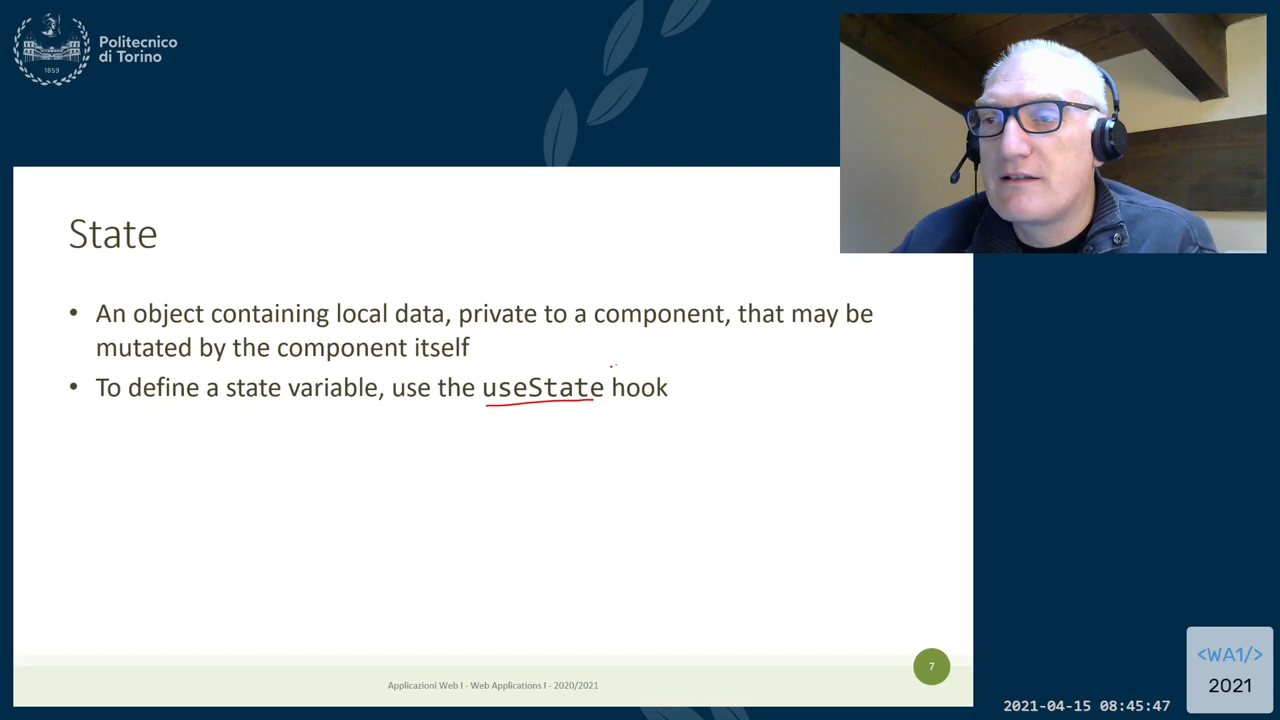 Politecnico
di Torino
1859
State
• An object containing local data, private to a component, that may be
mutated by the component itself
• To define a state variable, use the useState hook
7
Applicazioni Web I - Web Applications I - 2020/2021
<WA1/>
2021
2021-04-15 08:45:47